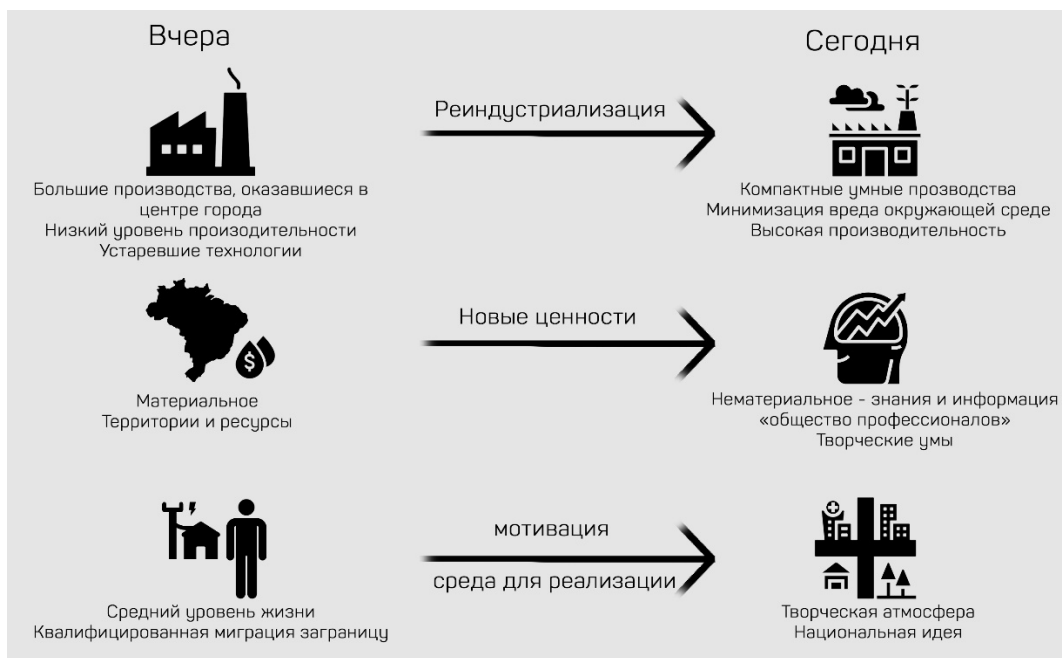 Вчера
Сегодня
Реиндустриализация
Большие произвоdства, оказавшиеся в
центре города
Низкий уровень произодительности
Устаревшие технологии
Компактные умные прозводства
Минимизация вреда окружающей среде
Высокая производительность
Новые ценности
$
Материальное
Территории и ресурсы
Нематериальное - знания и информация
«общество профессионалов»
Творческие умы
мотивация
среда для реализации
Средний уровень жизни
Квалифицированная миграция заграницу
Творческая атмосфера
Национальная идея